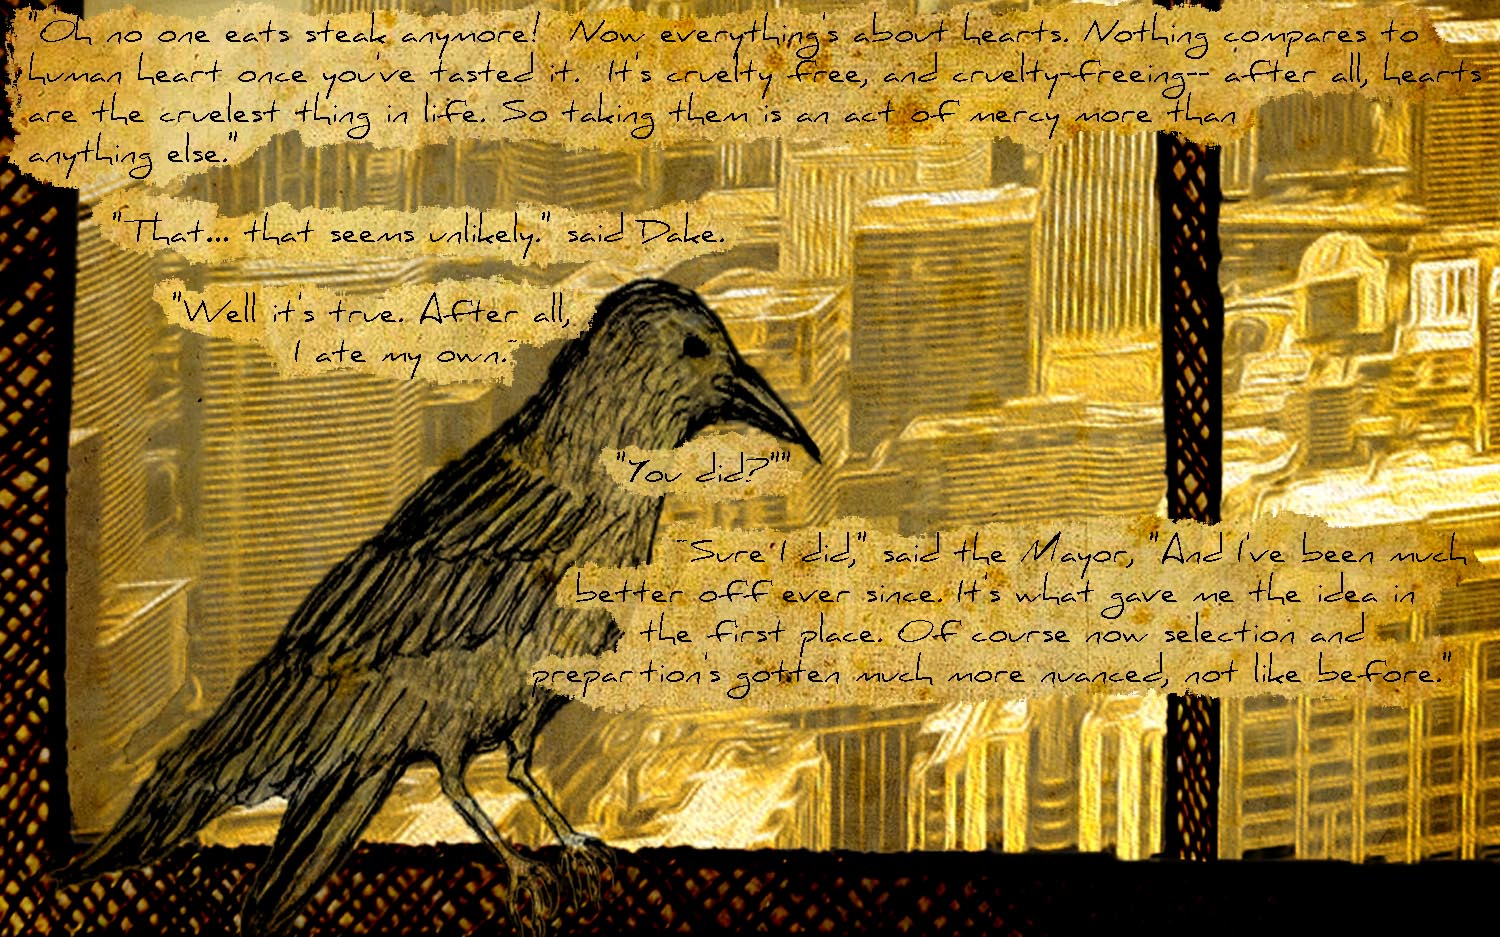 "Oh no one eats steak anymore!  Now everything's about hearts. Nothing compares to
human heart once you've tasted it.  It's cruelty free, and cruelty-freeing-- after all, hearts
are the cruelest thing in life. So taking them is an act of mercy more than
anything else."
"That... that seems unlikely." said Dake.
"Well it's true. After all,
I ate my own."
"You did?""
"Sure I did," said the Mayor, "And I've been much
better off ever since. It's what gave me the idea in
the first place. Of course now selection and
prepartion's gotten much more nuanced, not like before."